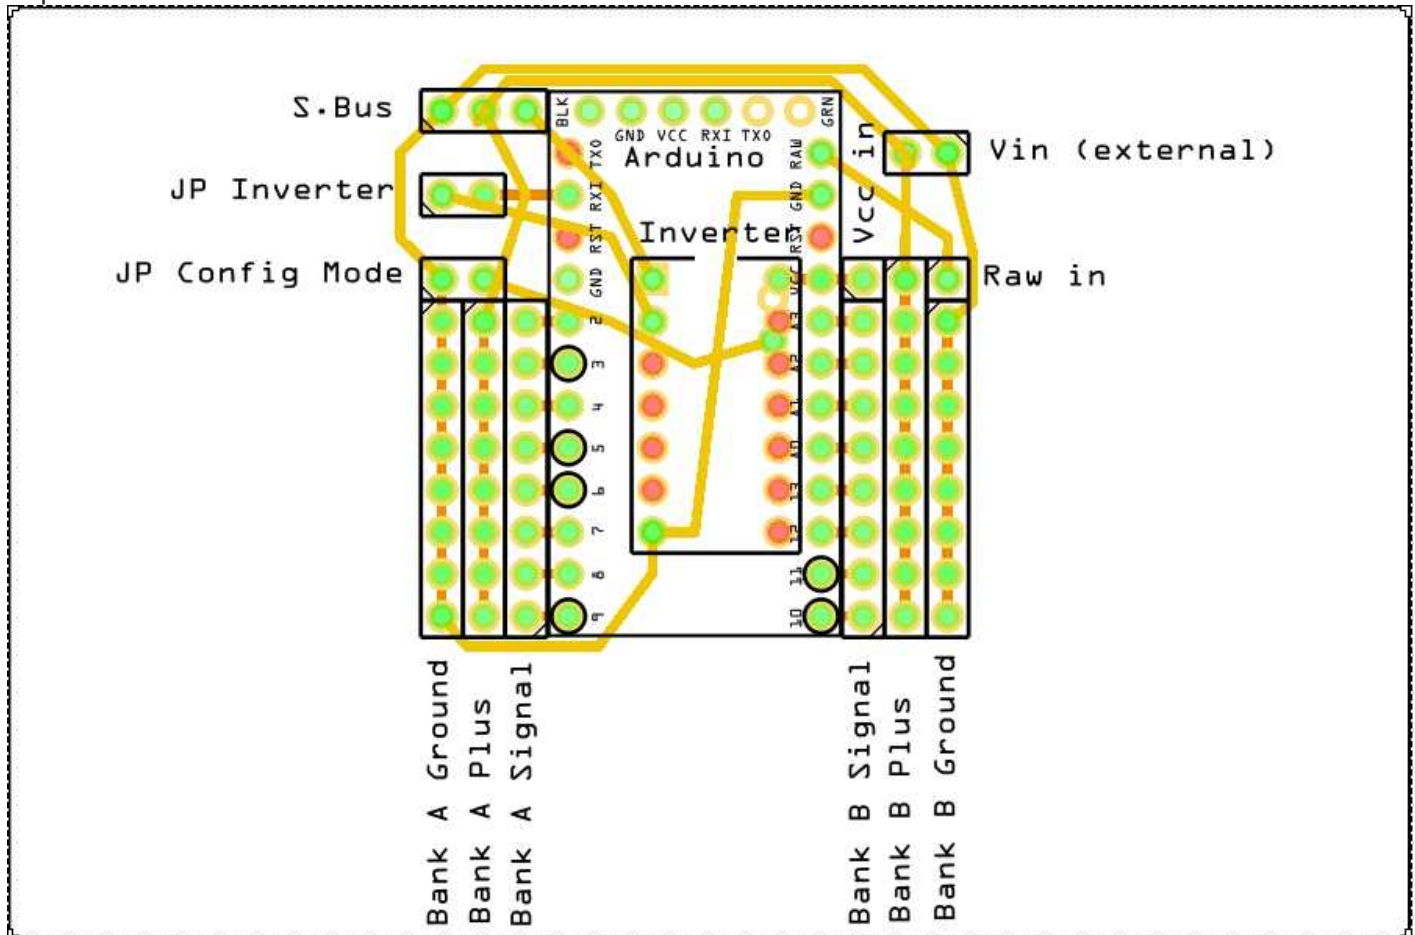 S.Bus
BLK
GRN
GND VCC RXI TXO
Arduino
Vcc in
Vin (external)
TXO
RAW
JP Inverter
RXI
GND
Inverter
RST
RST
JP Config Mode
GND
VCC
Raw in
2
A3
3
A2
4
A1
5
A0
6
13
7
12
8
11
9
10
Bank A Ground
Bank A Plus
Bank A Signal
Bank B Signal
Bank B Plus
Bank B Ground